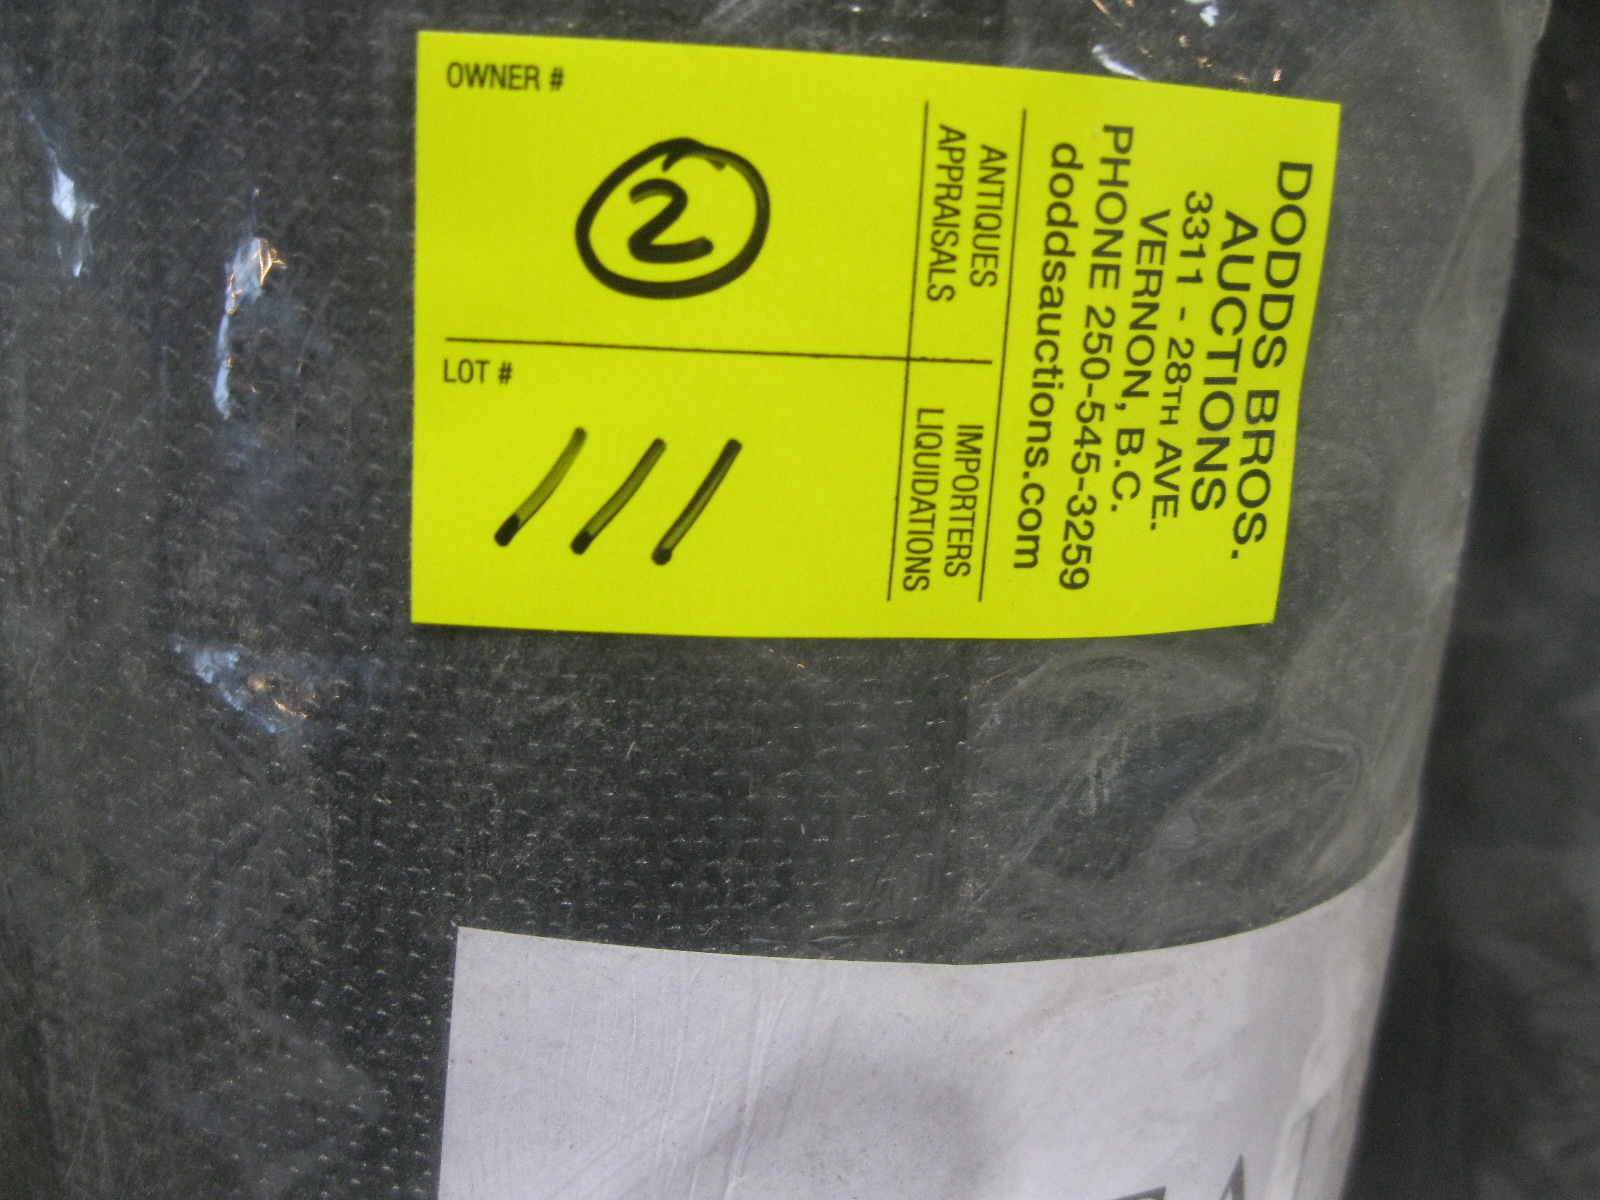 DODDS BROS.
AUCTIONS
3311 - 28TH AVE.
VERNON, B.C.
PHONE 250-545-3259
doddsauctions.com
ANTIQUES
APPRAISALS
IMPORTERS
LIQUIDATIONS
OWNER #
2
LOT #
111